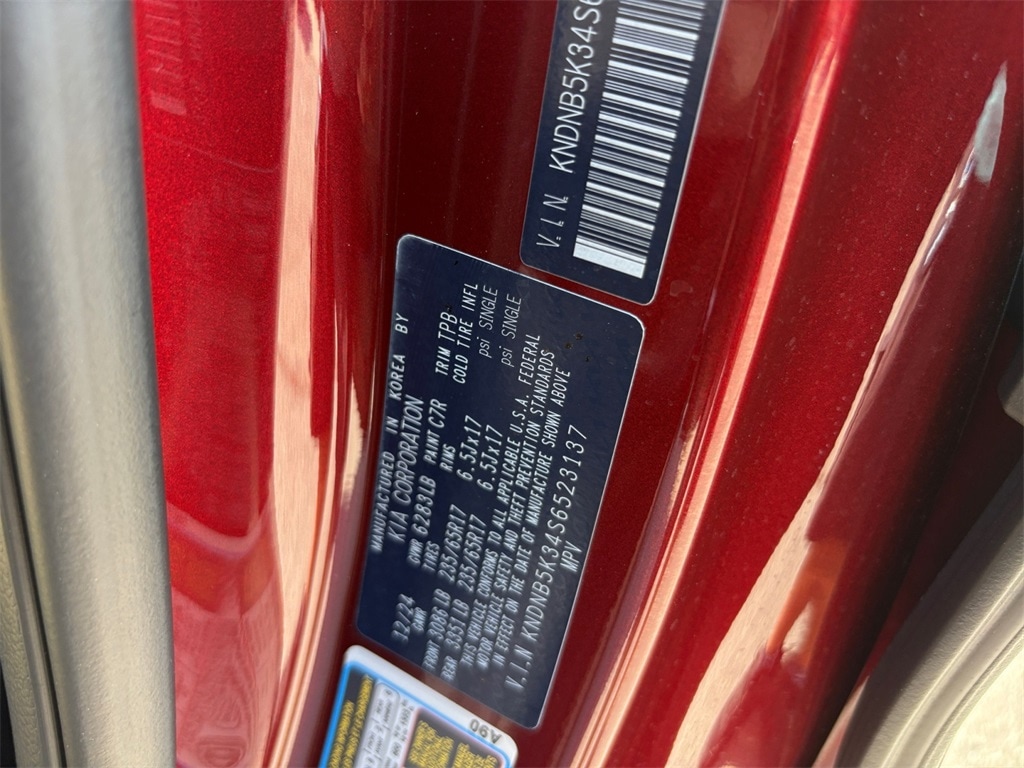 V.I.N. KNDNB5K34S6
MANUFACTURED IN KOREA BY
KIA CORPORATION
12/24 GVWR 6283LB PAINT C7R TRIM TPB
GAWR TIRES RIMS COLD TIRE INFL
FRONT 3086 LB 235/65R17 6.5Jx17 psi SINGLE
REAR 3351 LB 235/65R17 6.5Jx17 psi SINGLE
THIS VEHICLE CONFORMS TO ALL APPLICABLE U.S.A. FEDERAL
MOTOR VEHICLE SAFETY AND THEFT PREVENTION STANDARDS
IN EFFECT ON THE DATE OF MANUFACTURE SHOWN ABOVE
V.I.N KNDNB5K34S6523137
MPV
A90